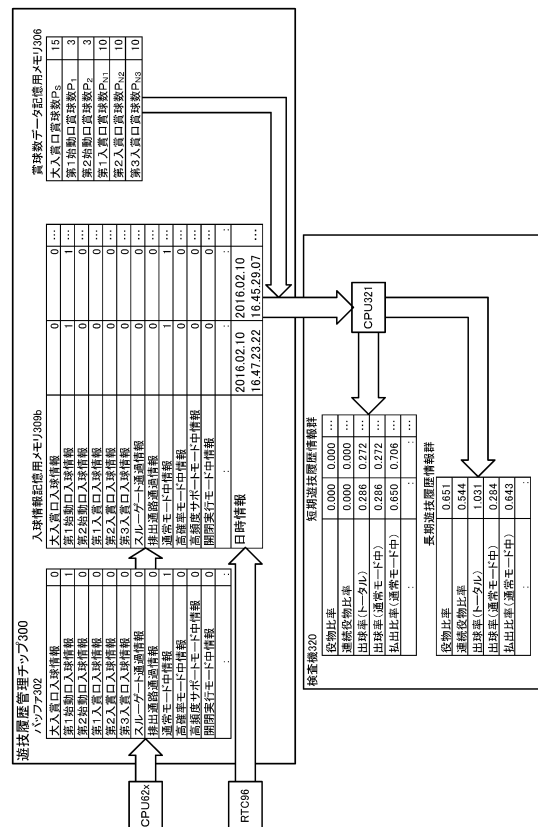 遊技履歴管理チップ300
バッファ302
大入賞口入球情報 0
第1始動口入球情報 1
第2始動口入球情報 0
第1入賞口入球情報 0
第2入賞口入球情報 0
第3入賞口入球情報 0
スルーゲート通過情報 0
排出通路通過情報 0
通常モード中情報 1
高確率モード中情報 0
高頻度サポートモード中情報 0
開閉実行モード中情報 0
:
入球情報記憶用メモリ309b
大入賞口入球情報 0 0 …
第1始動口入球情報 1 1 …
第2始動口入球情報 0 0 …
第1入賞口入球情報 0 0 …
第2入賞口入球情報 0 0 …
第3入賞口入球情報 0 0 …
スルーゲート通過情報 0 0 …
排出通路通過情報 0 0 …
通常モード中情報 1 1 …
高確率モード中情報 0 0 …
高頻度サポートモード中情報 0 0 …
開閉実行モード中情報 0 0 …
: : :
日時情報 2016.02.10 16.47.23.22 2016.02.10 16.45.29.07 …
賞球数データ記憶用メモリ306
大入賞口賞球数PS 15
第1始動口賞球数P1 3
第2始動口賞球数P2 3
第1入賞口賞球数PN1 10
第2入賞口賞球数PN2 10
第3入賞口賞球数PN3 10
CPU62x
RTC96
CPU321
検査機320
短期遊技履歴情報群
役物比率 0.000 0.000 …
連続役物比率 0.000 0.000 …
出球率(トータル) 0.286 0.272 …
出球率(通常モード中) 0.286 0.272 …
払出比率(通常モード中) 0.650 0.706 …
: : :
長期遊技履歴情報群
役物比率 0.651
連続役物比率 0.544
出球率(トータル) 1.031
出球率(通常モード中) 0.284
払出比率(通常モード中) 0.643
: :